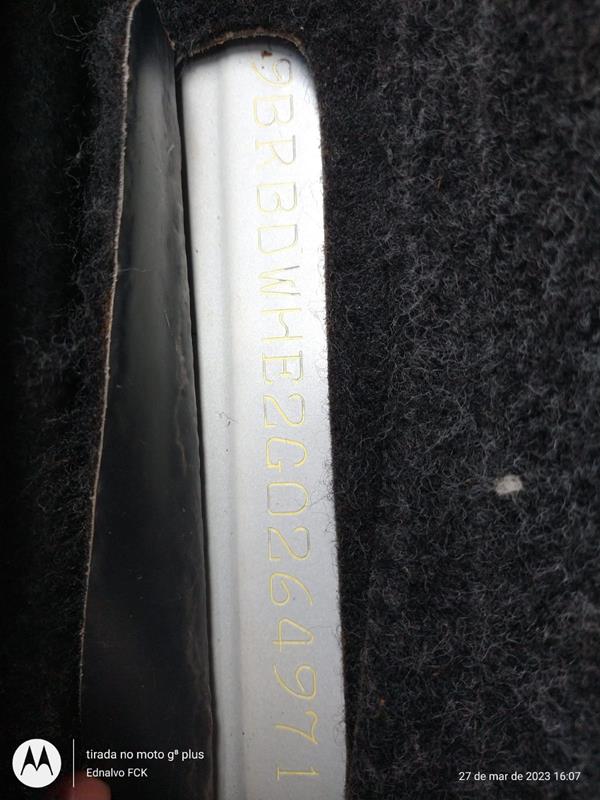 9BRBDWHE2G0264971
tirada no moto g⁸ plus
Ednalvo FCK
27 de mar de 2023 16:07